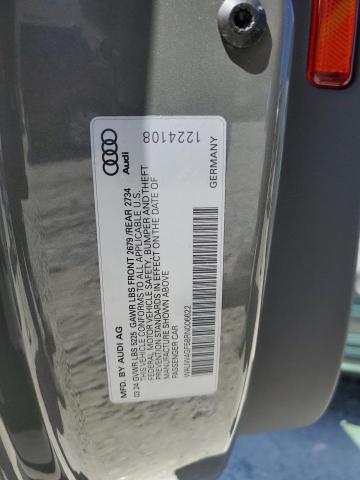 Audi
1224108
MFD. BY AUDI AG
03 24 GVWR LBS 5225 GAWR LBS FRONT 2679 /REAR 2734
THIS VEHICLE CONFORMS TO ALL APPLICABLE U.S.
FEDERAL MOTOR VEHICLE SAFETY, BUMPER AND THEFT
PREVENTION STANDARDS IN EFFECT ON THE DATE OF
MANUFACTURE SHOWN ABOVE
PASSENGER CAR
WAUW4GF58RN006622
GERMANY